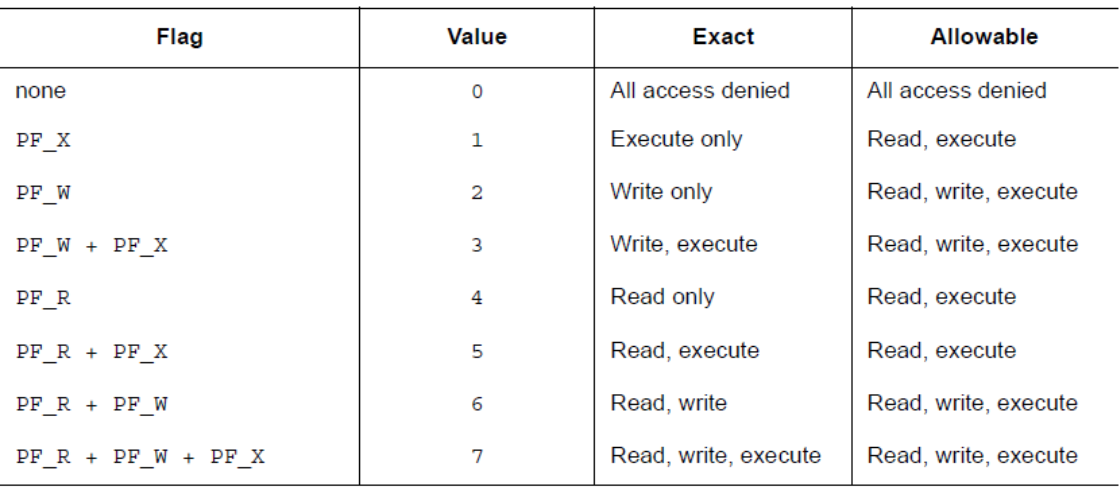 Flag Value Exact Allowable
none 0 All access denied All access denied
PF_X 1 Execute only Read, execute
PF_W 2 Write only Read, write, execute
PF_W + PF_X 3 Write, execute Read, write, execute
PF_R 4 Read only Read, execute
PF_R + PF_X 5 Read, execute Read, execute
PF_R + PF_W 6 Read, write Read, write, execute
PF_R + PF_W + PF_X 7 Read, write, execute Read, write, execute